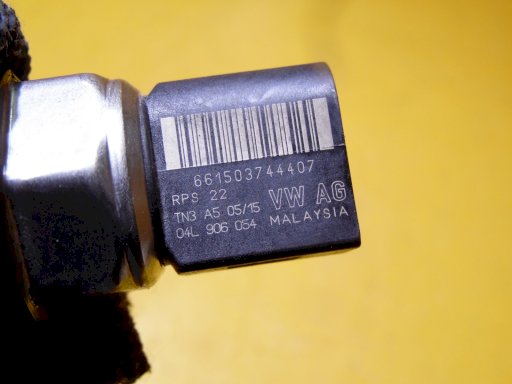 661503744407
RPS 22
TN3 A5 05/15 VW AG
04L 906 054 MALAYSIA